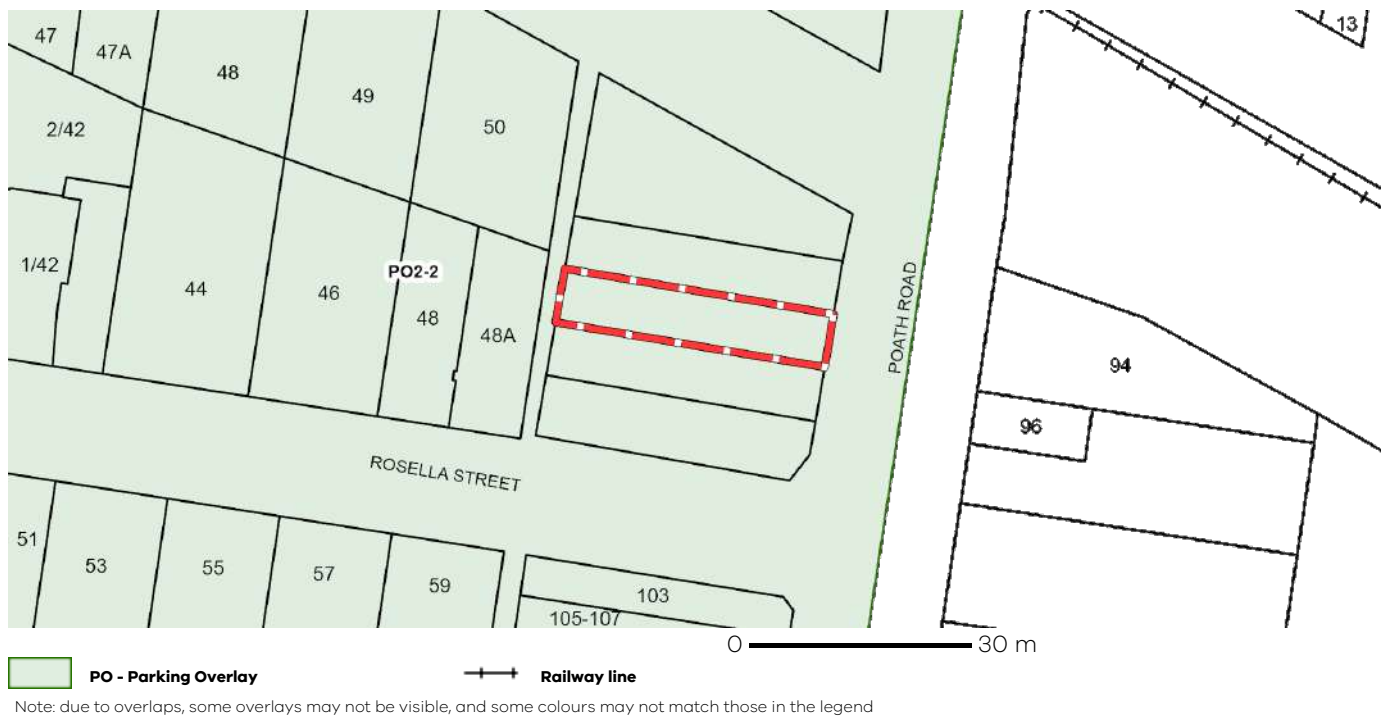 47
47A
48
49
50
13
2/42
1/42
44
46
PO2-2
48
48A
POATH ROAD
94
96
ROSELLA STREET
51
53
55
57
59
103
105-107
0 30 m
PO - Parking Overlay
Railway line
Note: due to overlaps, some overlays may not be visible, and some colours may not match those in the legend